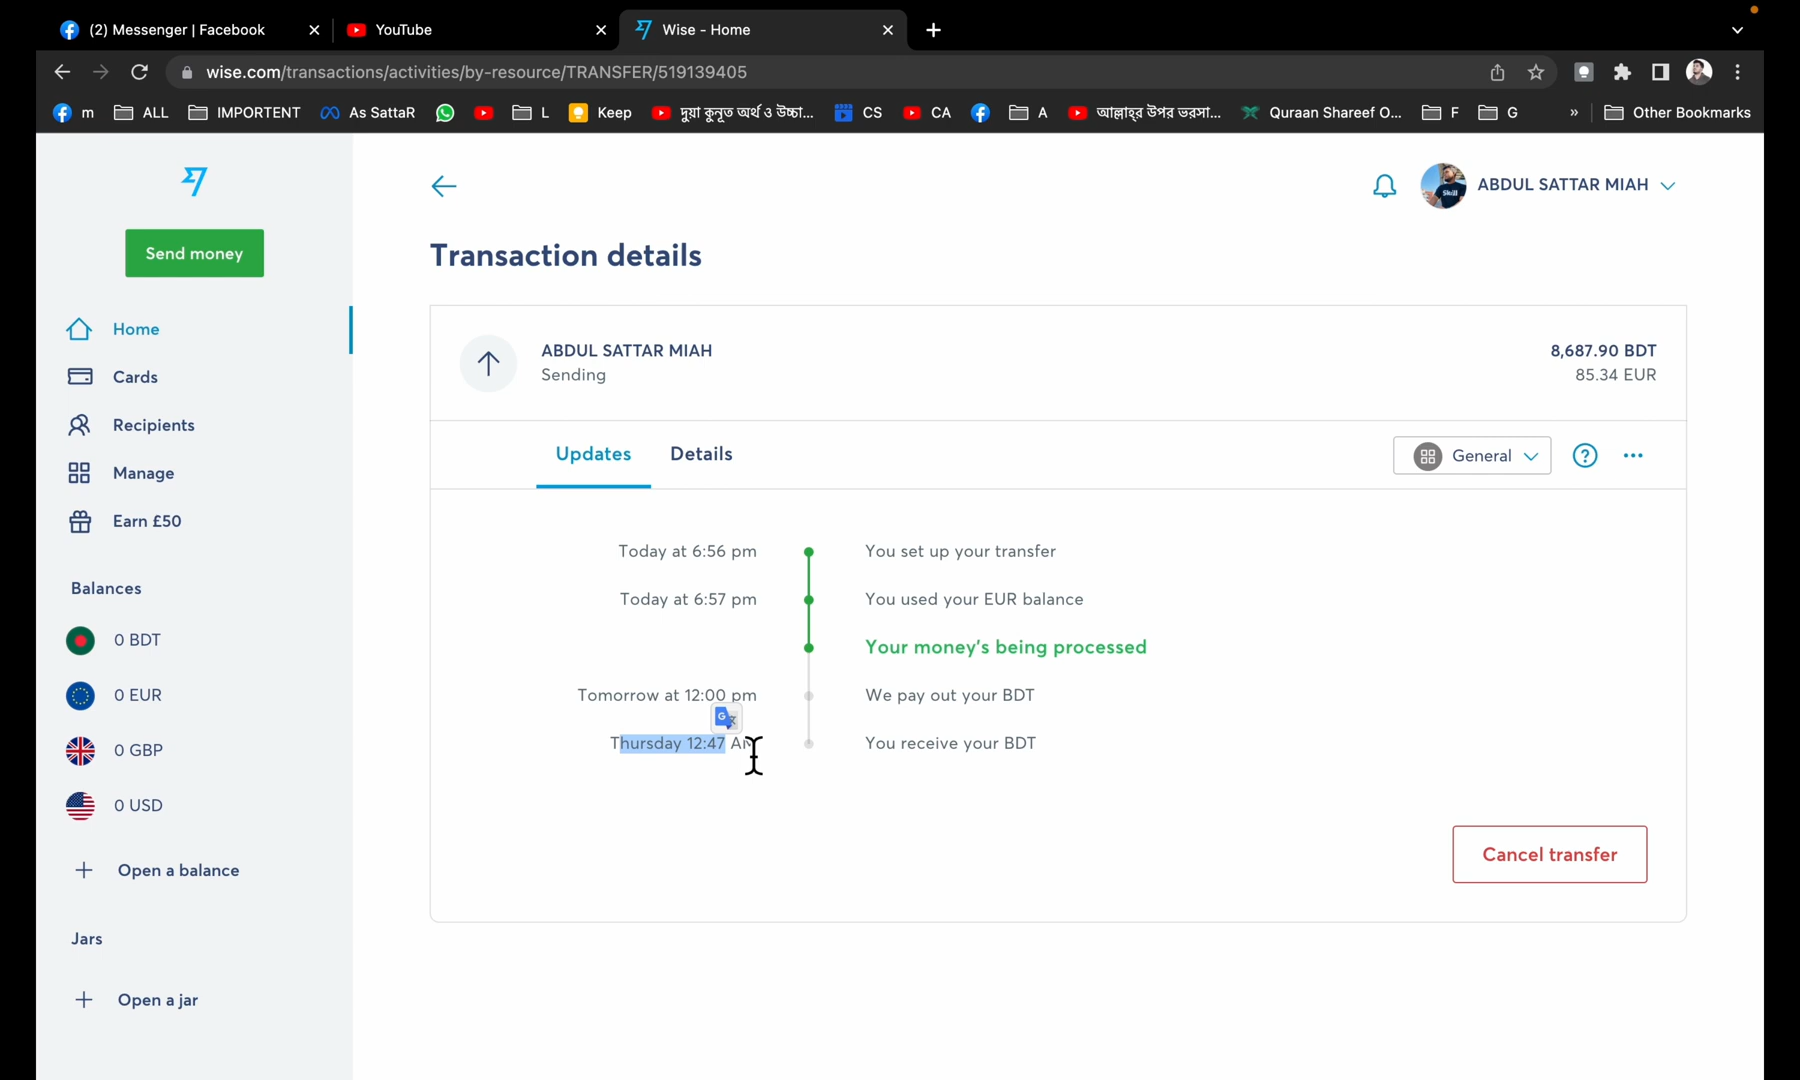 (2) Messenger | Facebook
YouTube
Wise - Home
wise.com/transactions/activities/by-resource/TRANSFER/519139405
m
ALL
IMPORTENT
As SattaR
L
Keep
দুয়া কুনূত অর্থ ও উচ্চা...
CS
CA
A
আল্লাহ্‌র উপর ভরসা...
Quraan Shareef O...
F
G
»
Other Bookmarks
Send money
Home
Cards
Recipients
Manage
Earn £50
Balances
0 BDT
0 EUR
0 GBP
0 USD
Open a balance
Jars
Open a jar
ABDUL SATTAR MIAH
Transaction details
ABDUL SATTAR MIAH
8,687.90 BDT
Sending
85.34 EUR
Updates
Details
General
Today at 6:56 pm
You set up your transfer
Today at 6:57 pm
You used your EUR balance
Your money's being processed
Tomorrow at 12:00 pm
We pay out your BDT
Thursday 12:47
You receive your BDT
Cancel transfer